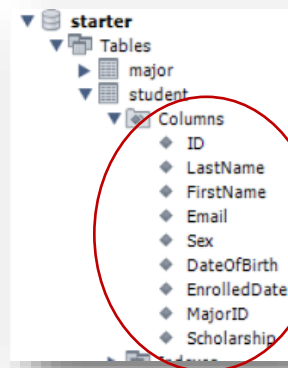 starter
Tables
major
student
Columns
ID
LastName
FirstName
Email
Sex
DateOfBirth
EnrolledDate
MajorID
Scholarship